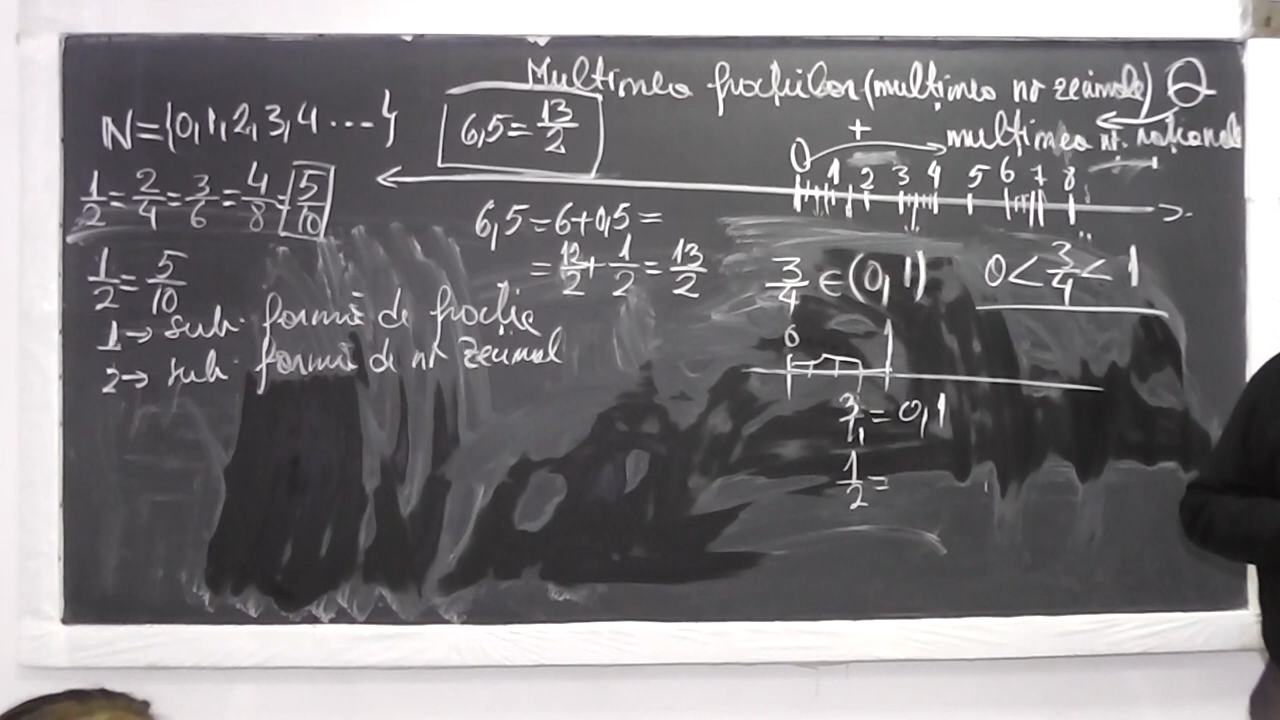 Mulțimea fracțiilor (mulțimea nr zecimale) Q
mulțimea nr. raționale
N={0,1,2,3,4....}
6,5=13/2
1/2=2/4=3/6=4/8=5/10
1/2=5/10
1→ sub formă de fracție
2→ sub formă de nr zecimal
6,5=6+0,5=
=12/2+1/2=13/2
+
0 1 2 3 4 5 6 7 8
3/4 ∈ (0,1)
0<3/4<1
0 1
= 0,1
1/2=